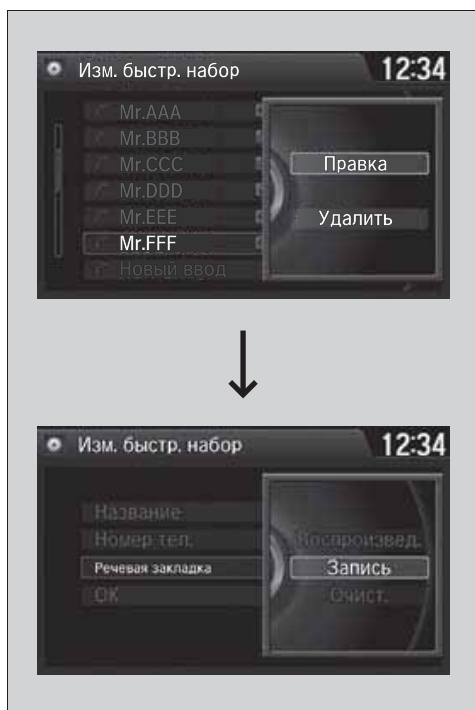 Изм. быстр. набор 12:34
Mr.AAA
Mr.BBB
Mr.CCC
Mr.DDD
Mr.EEE
Mr.FFF
Новый ввод
Правка
Удалить
Изм. быстр. набор 12:34
Название
Номер тел.
Речевая закладка
OK
Воспроизвед.
Запись
Очист.